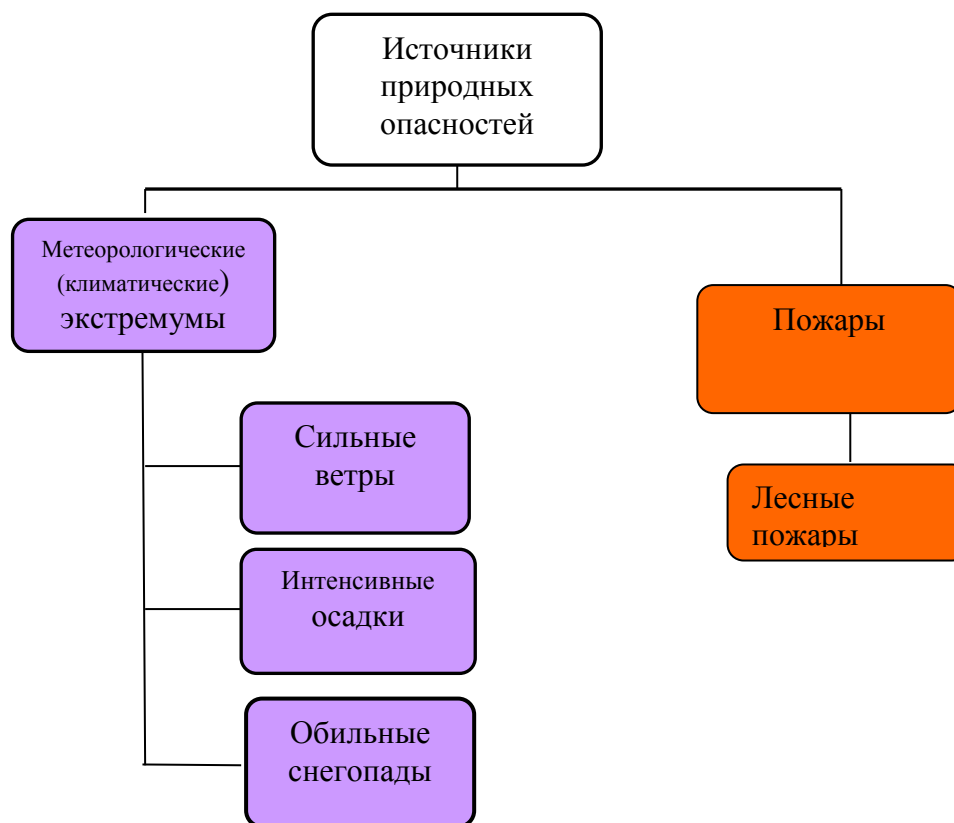 Источники
природных
опасностей
Метеорологические
(климатические)
экстремумы
Пожары
Сильные
ветры
Лесные
пожары
Интенсивные
осадки
Обильные
снегопады